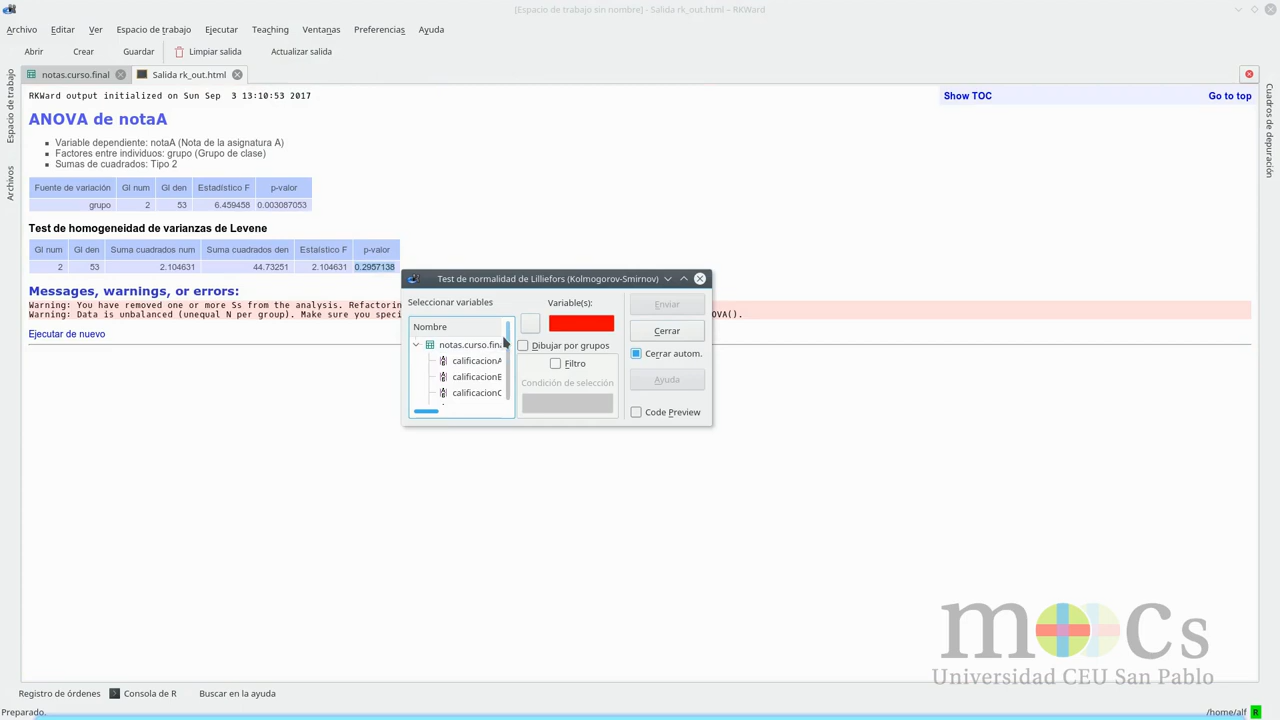 [Espacio de trabajo sin nombre] - Salida rk_out.html – RKWard
Archivo Editar Ver Espacio de trabajo Ejecutar Teaching Ventanas Preferencias Ayuda
Abrir Crear Guardar Limpiar salida Actualizar salida
notas.curso.final Salida rk_out.html
Espacio de trabajo
Archivos
Cuadros de depuración
RKWard output initialized on Sun Sep 3 13:10:53 2017
Show TOC Go to top
ANOVA de notaA
Variable dependiente: notaA (Nota de la asignatura A)
Factores entre individuos: grupo (Grupo de clase)
Sumas de cuadrados: Tipo 2
Fuente de variación Gl num Gl den Estadístico F p-valor
grupo 2 53 6.459458 0.003087053
Test de homogeneidad de varianzas de Levene
Gl num Gl den Suma cuadrados num Suma cuadrados den Estaístico F p-valor
2 53 2.104631 44.73251 2.104631 0.2957138
Messages, warnings, or errors:
Warning: You have removed one or more Ss from the analysis. Refactoring
Warning: Data is unbalanced (unequal N per group). Make sure you speci OVA().
Ejecutar de nuevo
Test de normalidad de Lilliefors (Kolmogorov-Smirnov)
Seleccionar variables Variable(s): Enviar
Nombre
Cerrar
notas.curso.fina Dibujar por grupos Cerrar autom.
calificacionA Filtro
calificacionB Condición de selección Ayuda
calificacionC
Code Preview
mCs
Universidad CEU San Pablo
Registro de órdenes Consola de R Buscar en la ayuda
Preparado. /home/alf R